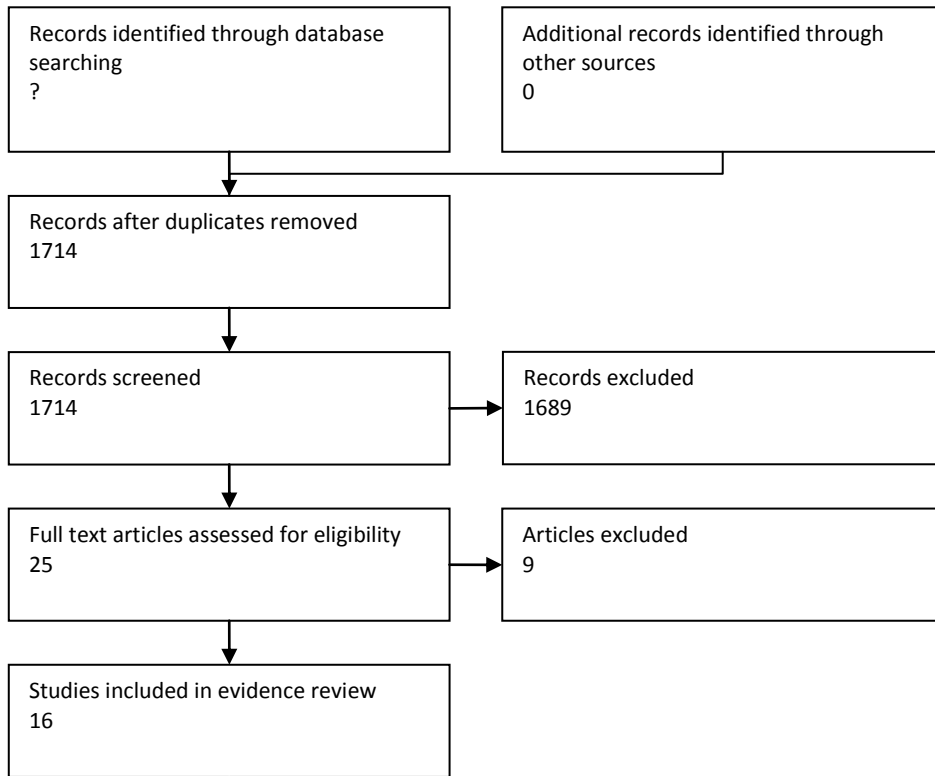 Records identified through database
searching
?
Additional records identified through
other sources
0
Records after duplicates removed
1714
Records screened
1714
Records excluded
1689
Full text articles assessed for eligibility
25
Articles excluded
9
Studies included in evidence review
16